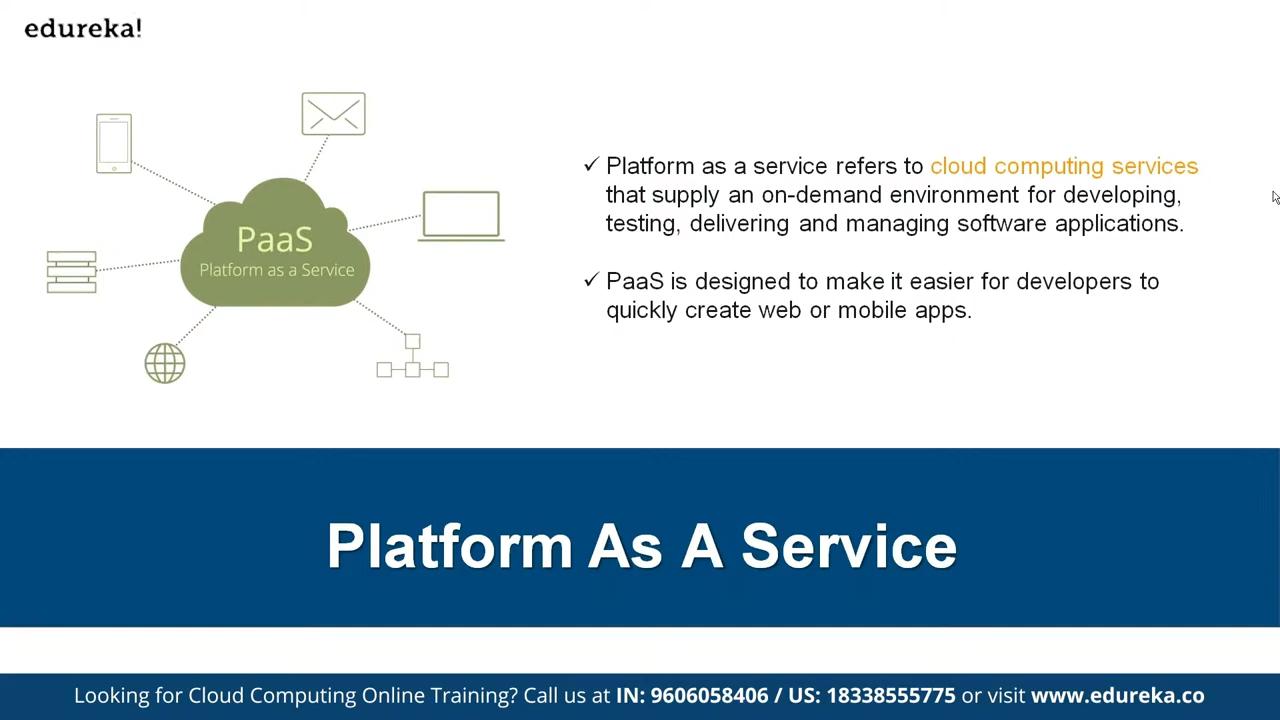 edureka!
PaaS
Platform as a Service
✓ Platform as a service refers to cloud computing services
that supply an on-demand environment for developing,
testing, delivering and managing software applications.
✓ PaaS is designed to make it easier for developers to
quickly create web or mobile apps.
Platform As A Service
Looking for Cloud Computing Online Training? Call us at IN: 9606058406 / US: 18338555775 or visit www.edureka.co